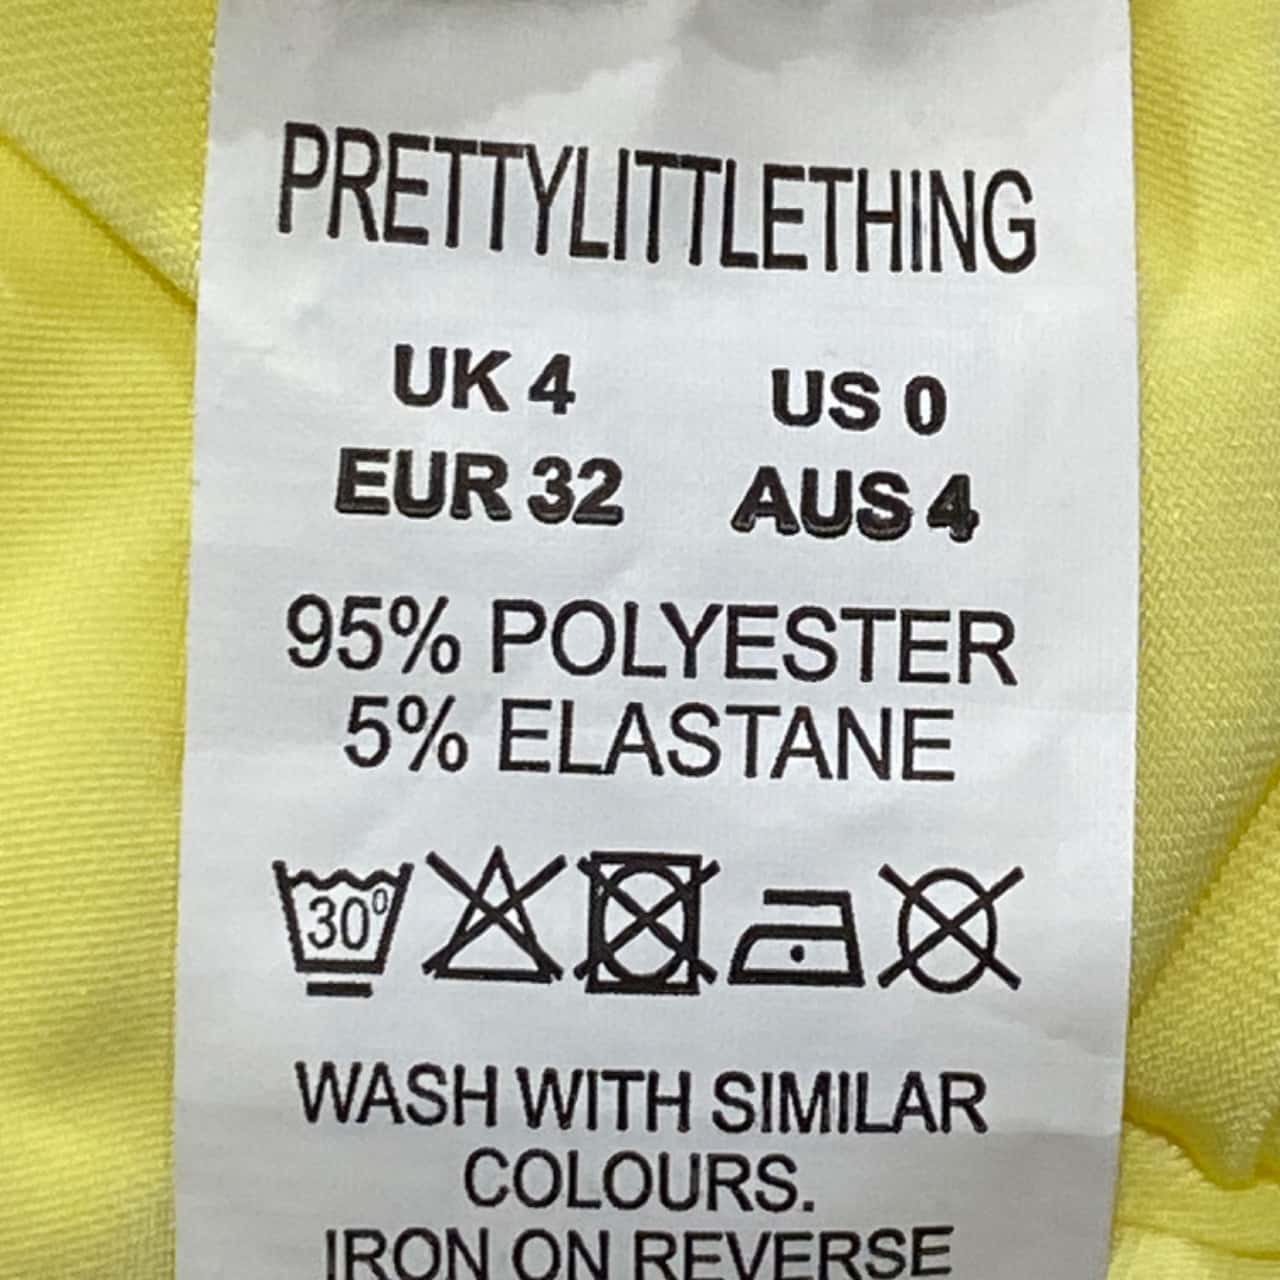 PRETTYLITTLETHING
UK 4 US 0
EUR 32 AUS 4
95% POLYESTER
5% ELASTANE
30°
WASH WITH SIMILAR
COLOURS.
IRON ON REVERSE